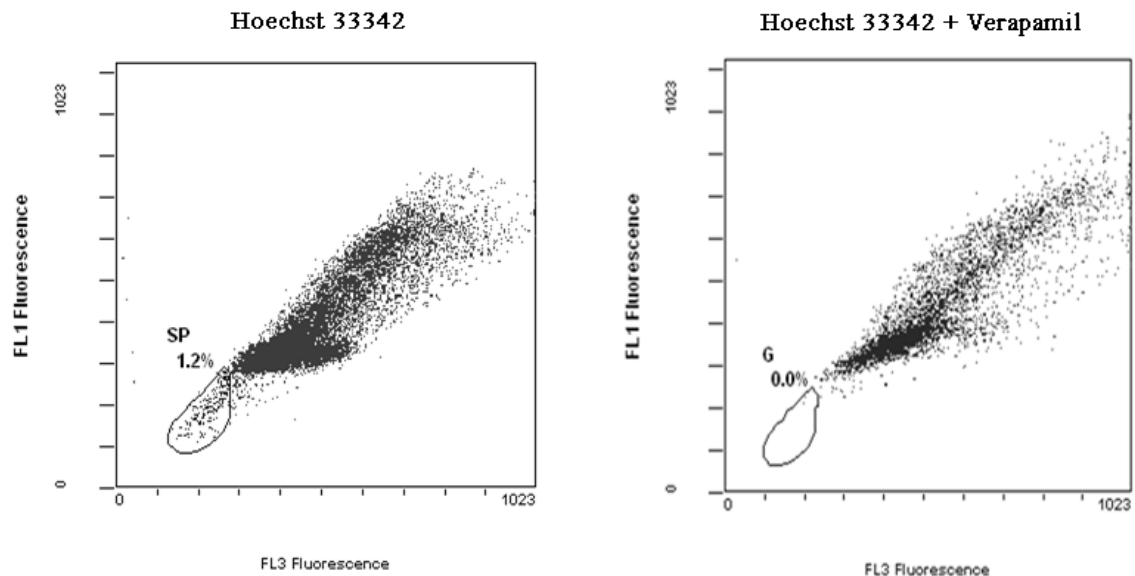 Hoechst 33342
1023
FL1 Fluorescence
SP
1.2%
0
0
1023
FL3 Fluorescence
Hoechst 33342 + Verapamil
1023
FL1 Fluorescence
G
0.0%
0
0
1023
FL3 Fluorescence